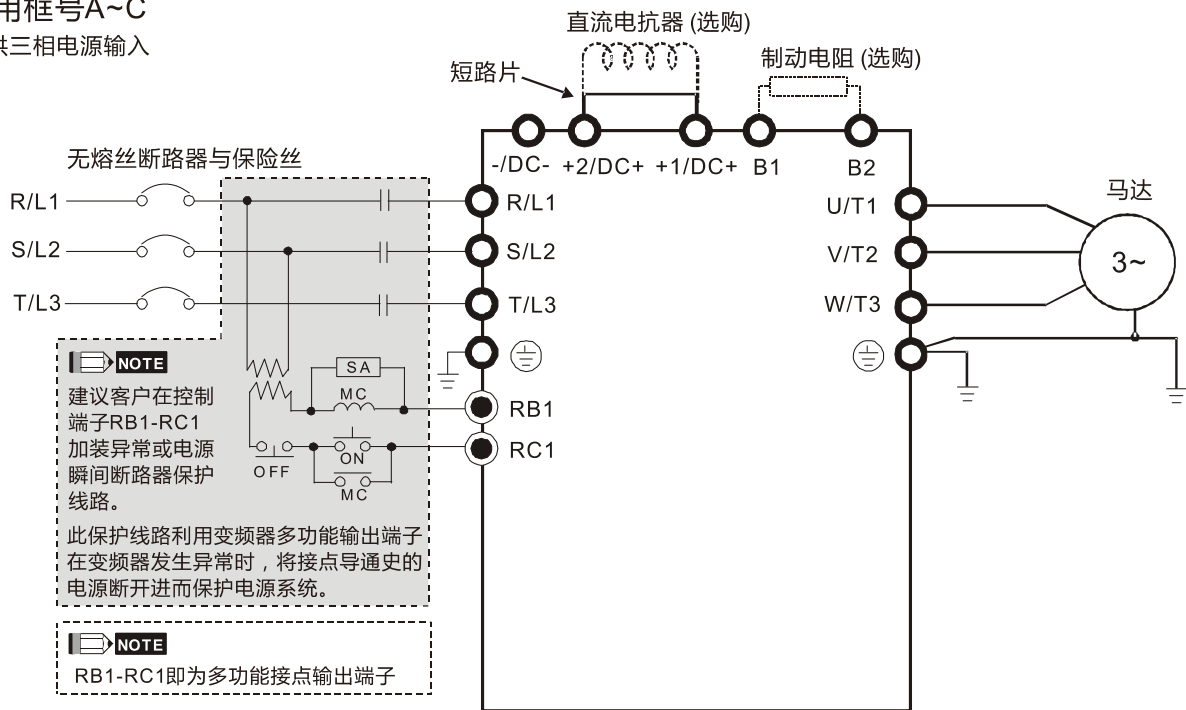 用框号A~C
供三相电源输入
直流电抗器 (选购)
制动电阻 (选购)
短路片
无熔丝断路器与保险丝
-/DC- +2/DC+ +1/DC+ B1 B2
R/L1 R/L1 U/T1 马达
S/L2 S/L2 V/T2 3~
T/L3 T/L3 W/T3
NOTE
建议客户在控制
端子RB1-RC1
加装异常或电源
瞬间断路器保护
线路。
SA
MC RB1
ON RC1
OFF
MC
此保护线路利用变频器多功能输出端子
在变频器发生异常时，将接点导通史的
电源断开进而保护电源系统。
NOTE
RB1-RC1即为多功能接点输出端子